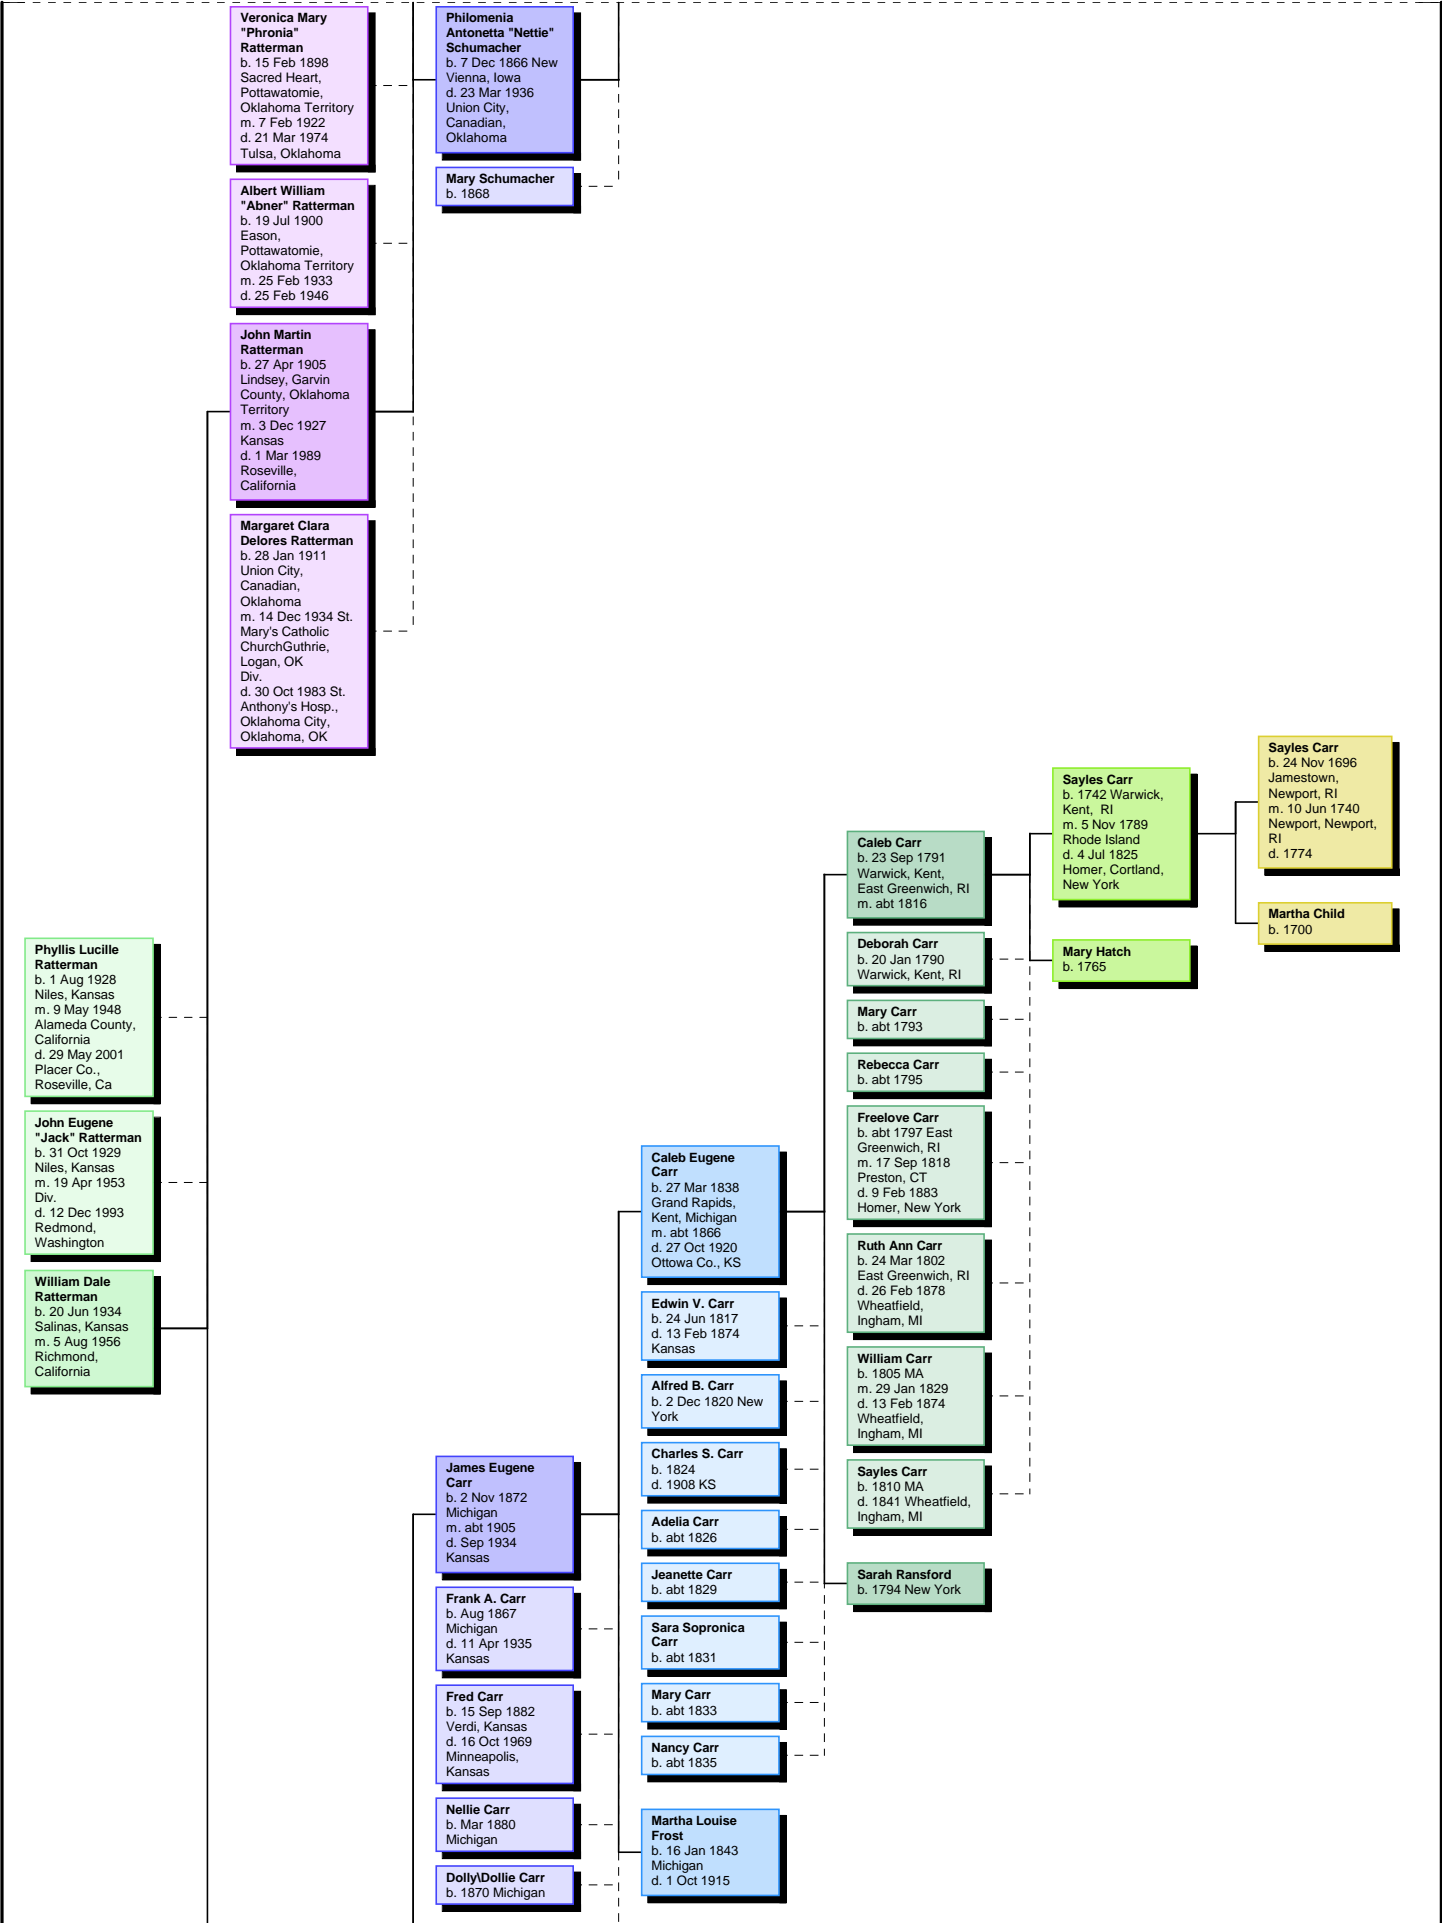 Veronica Mary
"Phronia"
Ratterman
b. 15 Feb 1898
Sacred Heart,
Pottawatomie,
Oklahoma Territory
m. 7 Feb 1922
d. 21 Mar 1974
Tulsa, Oklahoma
Albert William
"Abner" Ratterman
b. 19 Jul 1900
Eason,
Pottawatomie,
Oklahoma Territory
m. 25 Feb 1933
d. 25 Feb 1946
John Martin
Ratterman
b. 27 Apr 1905
Lindsey, Garvin
County, Oklahoma
Territory
m. 3 Dec 1927
Kansas
d. 1 Mar 1989
Roseville,
California
Margaret Clara
Delores Ratterman
b. 28 Jan 1911
Union City,
Canadian,
Oklahoma
m. 14 Dec 1934 St.
Mary's Catholic
ChurchGuthrie,
Logan, OK
Div.
d. 30 Oct 1983 St.
Anthony's Hosp.,
Oklahoma City,
Oklahoma, OK
Philomenia
Antonetta "Nettie"
Schumacher
b. 7 Dec 1866 New
Vienna, Iowa
d. 23 Mar 1936
Union City,
Canadian,
Oklahoma
Mary Schumacher
b. 1868
Phyllis Lucille
Ratterman
b. 1 Aug 1928
Niles, Kansas
m. 9 May 1948
Alameda County,
California
d. 29 May 2001
Placer Co.,
Roseville, Ca
John Eugene
"Jack" Ratterman
b. 31 Oct 1929
Niles, Kansas
m. 19 Apr 1953
Div.
d. 12 Dec 1993
Redmond,
Washington
William Dale
Ratterman
b. 20 Jun 1934
Salinas, Kansas
m. 5 Aug 1956
Richmond,
California
James Eugene
Carr
b. 2 Nov 1872
Michigan
m. abt 1905
d. Sep 1934
Kansas
Frank A. Carr
b. Aug 1867
Michigan
d. 11 Apr 1935
Kansas
Fred Carr
b. 15 Sep 1882
Verdi, Kansas
d. 16 Oct 1969
Minneapolis,
Kansas
Nellie Carr
b. Mar 1880
Michigan
Dolly\Dollie Carr
b. 1870 Michigan
Caleb Eugene
Carr
b. 27 Mar 1838
Grand Rapids,
Kent, Michigan
m. abt 1866
d. 27 Oct 1920
Ottowa Co., KS
Edwin V. Carr
b. 24 Jun 1817
d. 13 Feb 1874
Kansas
Alfred B. Carr
b. 2 Dec 1820 New
York
Charles S. Carr
b. 1824
d. 1908 KS
Adelia Carr
b. abt 1826
Jeanette Carr
b. abt 1829
Sara Sopronica
Carr
b. abt 1831
Mary Carr
b. abt 1833
Nancy Carr
b. abt 1835
Martha Louise
Frost
b. 16 Jan 1843
Michigan
d. 1 Oct 1915
Caleb Carr
b. 23 Sep 1791
Warwick, Kent,
East Greenwich, RI
m. abt 1816
Deborah Carr
b. 20 Jan 1790
Warwick, Kent, RI
Mary Carr
b. abt 1793
Rebecca Carr
b. abt 1795
Freelove Carr
b. abt 1797 East
Greenwich, RI
m. 17 Sep 1818
Preston, CT
d. 9 Feb 1883
Homer, New York
Ruth Ann Carr
b. 24 Mar 1802
East Greenwich, RI
d. 26 Feb 1878
Wheatfield,
Ingham, MI
William Carr
b. 1805 MA
m. 29 Jan 1829
d. 13 Feb 1874
Wheatfield,
Ingham, MI
Sayles Carr
b. 1810 MA
d. 1841 Wheatfield,
Ingham, MI
Sarah Ransford
b. 1794 New York
Sayles Carr
b. 1742 Warwick,
Kent,  RI
m. 5 Nov 1789
Rhode Island
d. 4 Jul 1825
Homer, Cortland,
New York
Mary Hatch
b. 1765
Sayles Carr
b. 24 Nov 1696
Jamestown,
Newport, RI
m. 10 Jun 1740
Newport, Newport,
RI
d. 1774
Martha Child
b. 1700